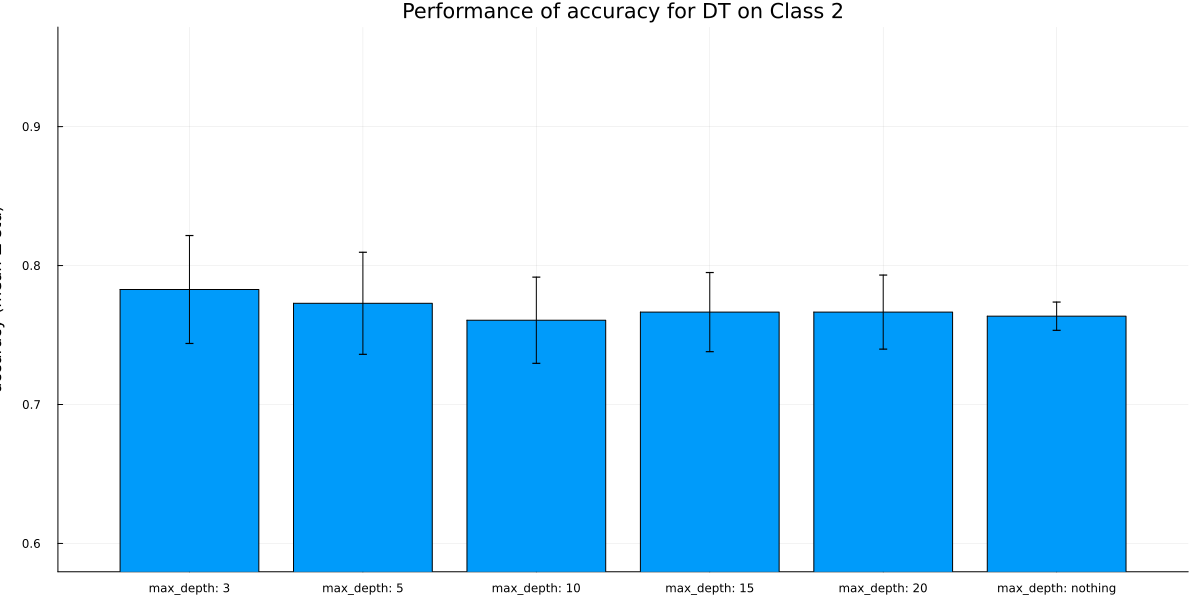 Performance of accuracy for DT on Class 2
0.9
0.8
0.7
0.6
max_depth: 3
max_depth: 5
max_depth: 10
max_depth: 15
max_depth: 20
max_depth: nothing